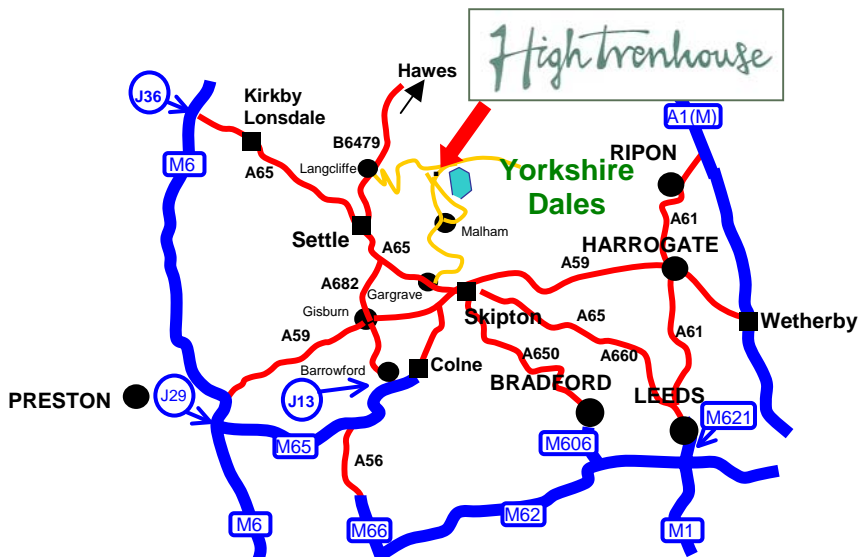 High Trenhouse
Hawes
J36
Kirkby
Lonsdale
A1(M)
B6479
RIPON
M6
Langcliffe
A65
Yorkshire
Dales
A61
Settle
Malham
A65
HARROGATE
A59
A682
Gargrave
Gisburn
Skipton
A65
A61
Wetherby
A59
A650
A660
Barrowford
Colne
BRADFORD
PRESTON
J29
J13
LEEDS
M621
M65
M606
A56
M62
M6
M66
M1